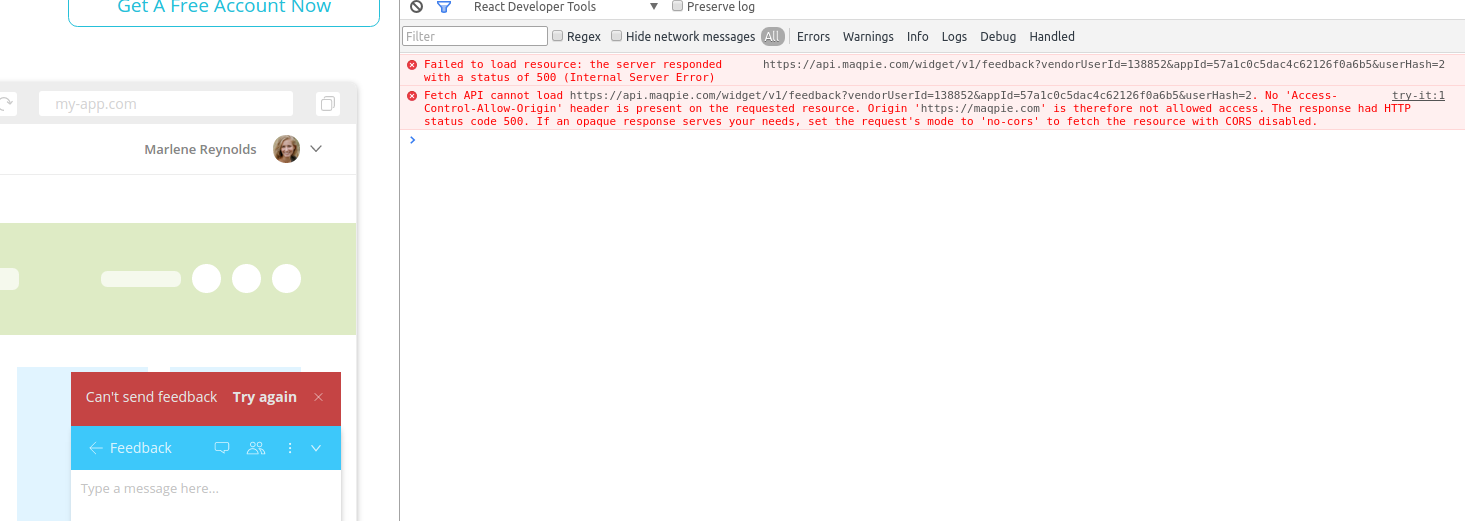 Get A Free Account Now
my-app.com
Marlene Reynolds
Can't send feedback Try again
Feedback
Type a message here...
React Developer Tools Preserve log
Filter Regex Hide network messages All Errors Warnings Info Logs Debug Handled
Failed to load resource: the server responded https://api.maqpie.com/widget/v1/feedback?vendorUserId=138852&appId=57a1c0c5dac4c62126f0a6b5&userHash=2
with a status of 500 (Internal Server Error)
Fetch API cannot load https://api.maqpie.com/widget/v1/feedback?vendorUserId=138852&appId=57a1c0c5dac4c62126f0a6b5&userHash=2. No 'Access- try-it:1
Control-Allow-Origin' header is present on the requested resource. Origin 'https://maqpie.com' is therefore not allowed access. The response had HTTP
status code 500. If an opaque response serves your needs, set the request's mode to 'no-cors' to fetch the resource with CORS disabled.